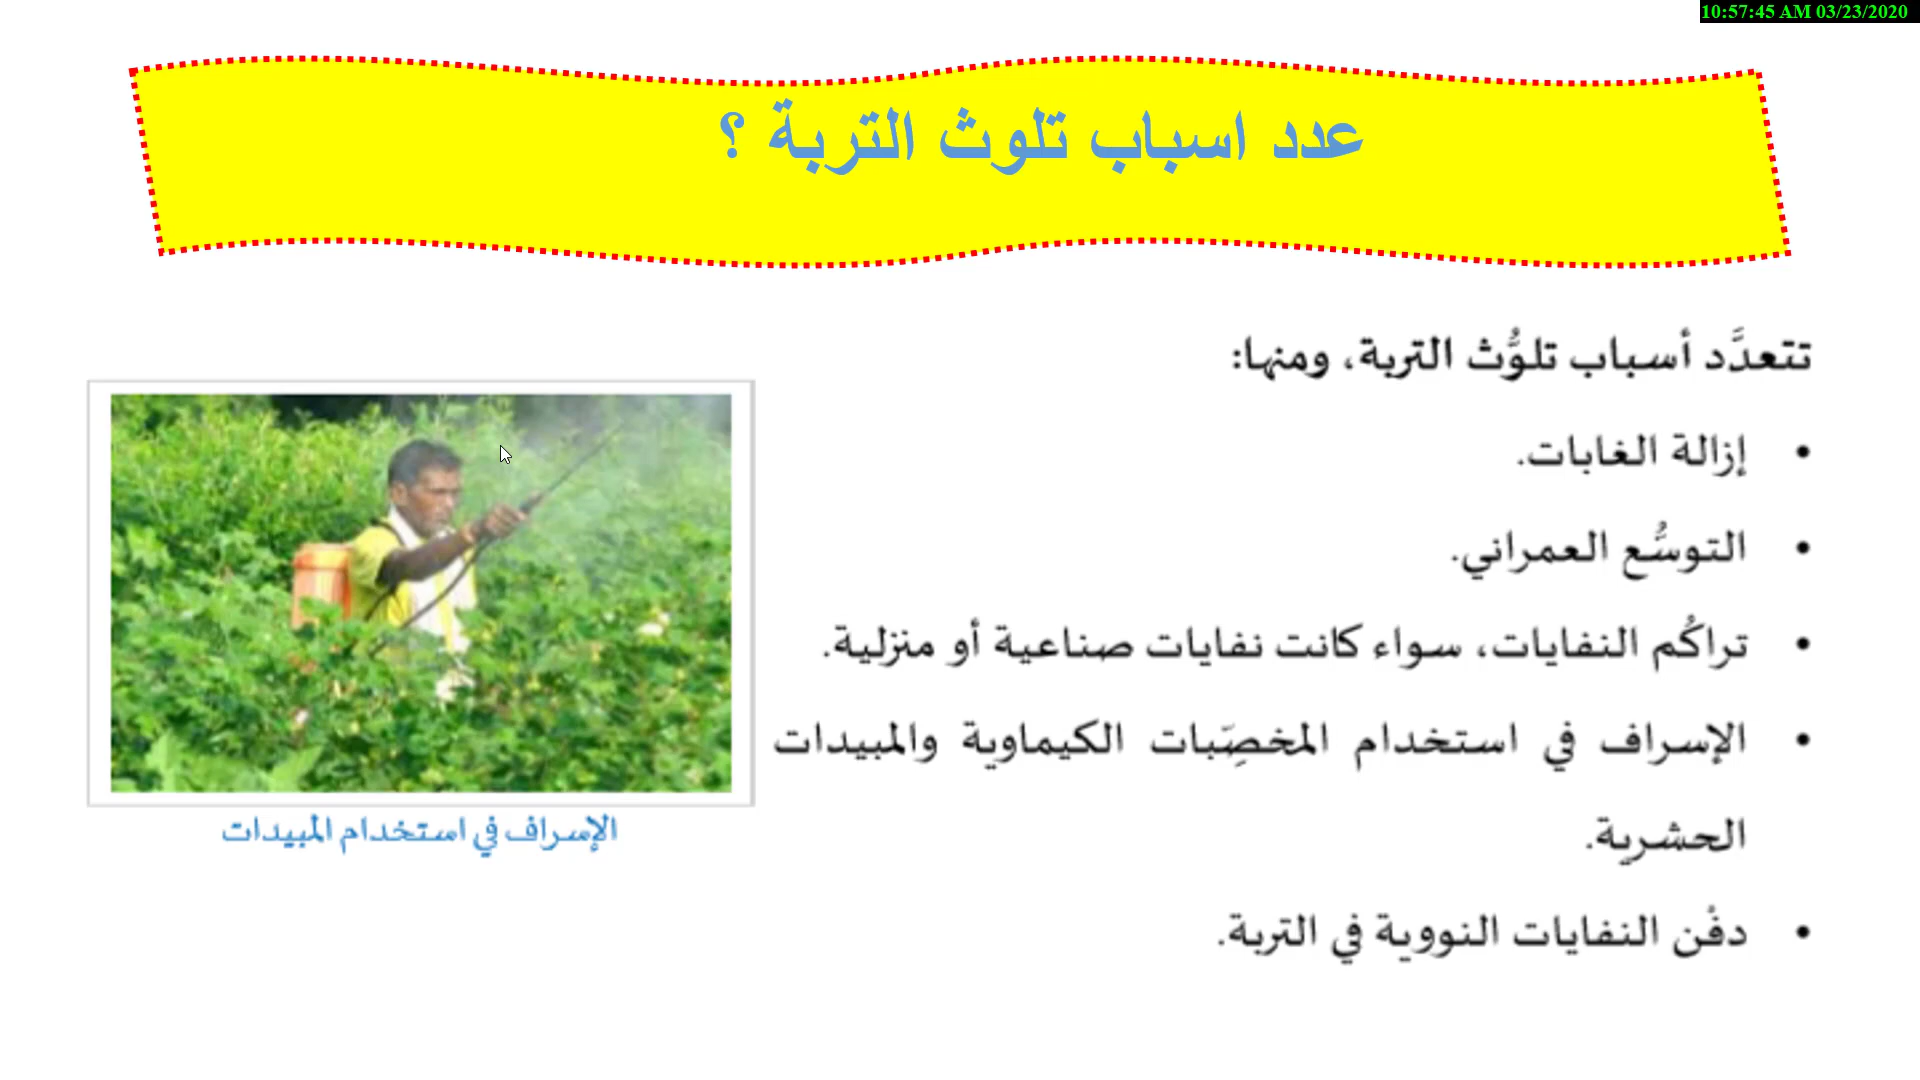 10:57:45 AM 03/23/2020
عدد اسباب تلوث التربة ؟
تتعدَّد أسباب تلوُّث التربة، ومنها:
• إزالة الغابات.
• التوسُّع العمراني.
• تراكُم النفايات، سواء كانت نفايات صناعية أو منزلية.
• الإسراف في استخدام المخصِّبات الكيماوية والمبيدات
الحشرية.
• دفْن النفايات النووية في التربة.
الإسراف في استخدام المبيدات